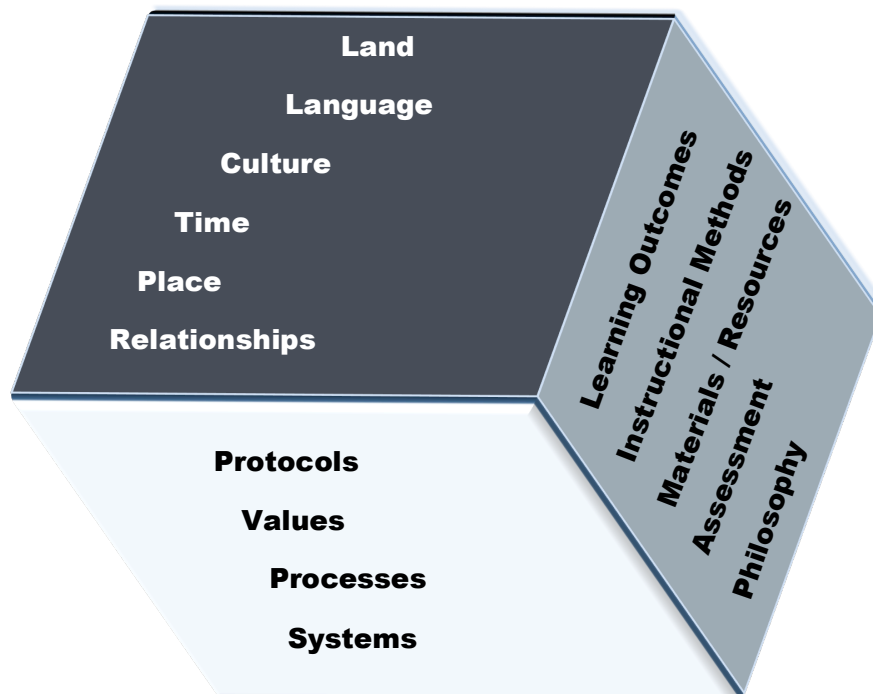 Land
Language
Culture
Time
Place
Relationships
Learning Outcomes
Instructional Methods
Materials / Resources
Assessment
Philosophy
Protocols
Values
Processes
Systems